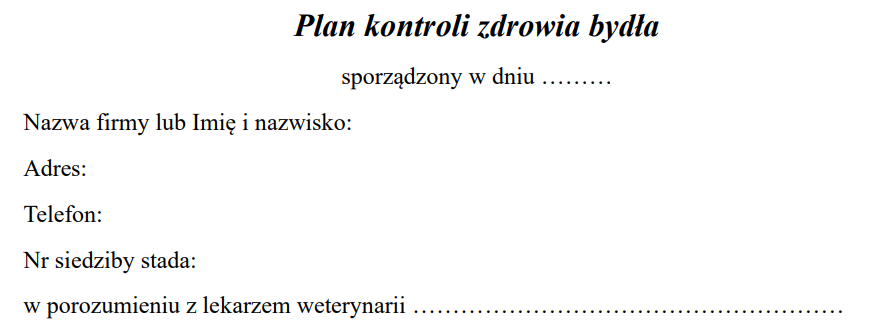 Plan kontroli zdrowia bydła
sporządzony w dniu ………
Nazwa firmy lub Imię i nazwisko:
Adres:
Telefon:
Nr siedziby stada:
w porozumieniu z lekarzem weterynarii ………………………………………………